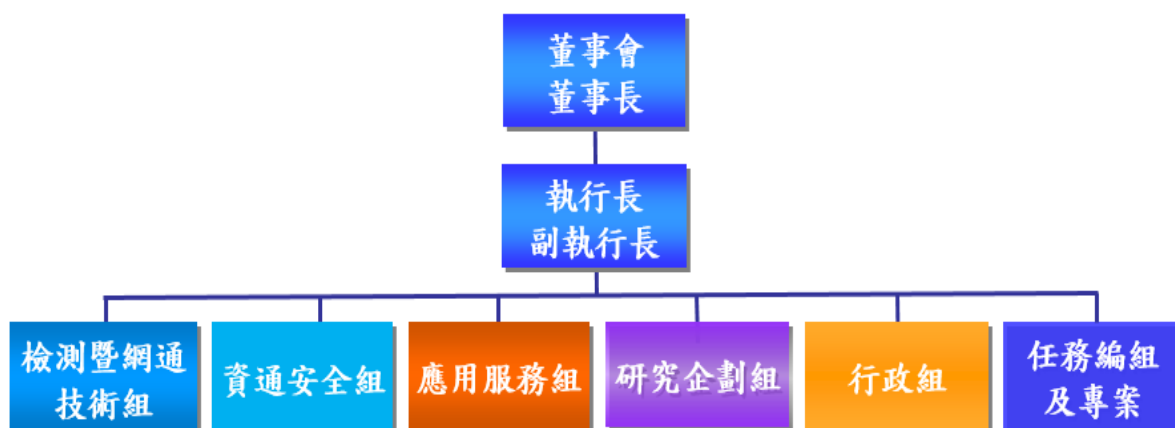 董事會
董事長
執行長
副執行長
檢測暨網通
技術組
資通安全組
應用服務組
研究企劃組
行政組
任務編組
及專案